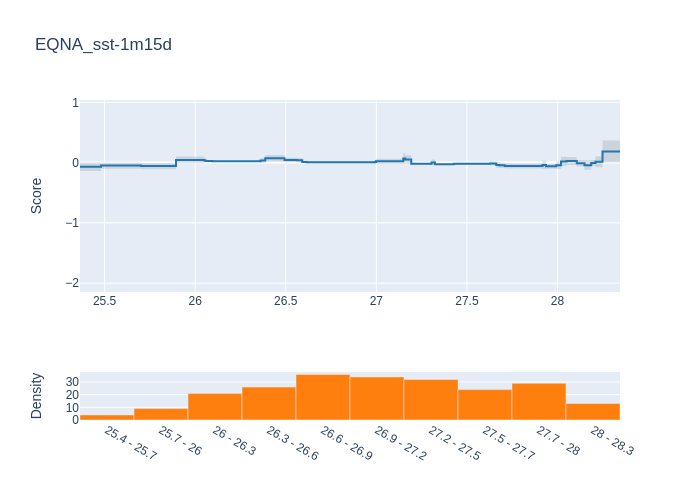 EQNA_sst-1m15d
Score
1
0
−1
−2
25.5 26 26.5 27 27.5 28
Density
30
20
10
0
25.4 - 25.7
25.7 - 26
26 - 26.3
26.3 - 26.6
26.6 - 26.9
26.9 - 27.2
27.2 - 27.5
27.5 - 27.7
27.7 - 28
28 - 28.3